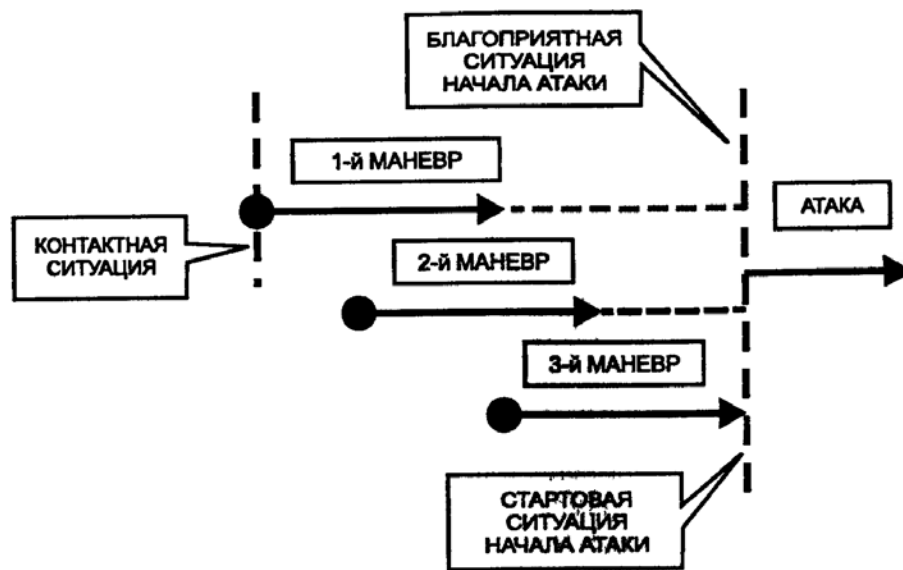 БЛАГОПРИЯТНАЯ
СИТУАЦИЯ
НАЧАЛА АТАКИ
1-й МАНЕВР
АТАКА
КОНТАКТНАЯ
СИТУАЦИЯ
2-й МАНЕВР
3-й МАНЕВР
СТАРТОВАЯ
СИТУАЦИЯ
НАЧАЛА АТАКИ